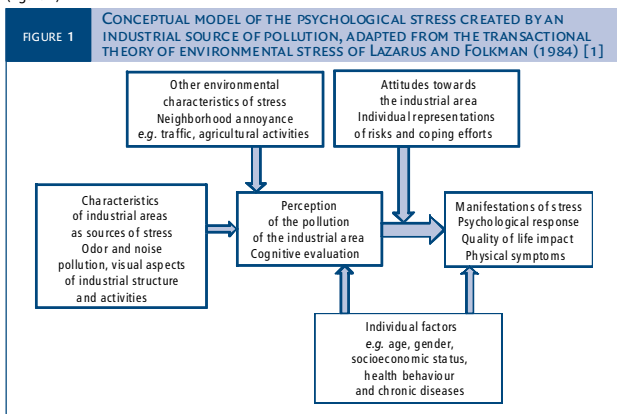 FIGURE 1
CONCEPTUAL MODEL OF THE PSYCHOLOGICAL STRESS CREATED BY AN
INDUSTRIAL SOURCE OF POLLUTION, ADAPTED FROM THE TRANSACTIONAL
THEORY OF ENVIRONMENTAL STRESS OF LAZARUS AND FOLKMAN (1984) [1]
Other environmental
characteristics of stress
Neighborhood annoyance
e.g. traffic, agricultural activities
Attitudes towards
the industrial area
Individual representations
of risks and coping efforts
Characteristics
of industrial areas
as sources of stress
Odor and noise
pollution, visual aspects
of industrial structure
and activities
Perception
of the pollution
of the industrial area
Cognitive evaluation
Manifestations of stress
Psychological response
Quality of life impact
Physical symptoms
Individual factors
e.g. age, gender,
socioeconomic status,
health behaviour
and chronic diseases